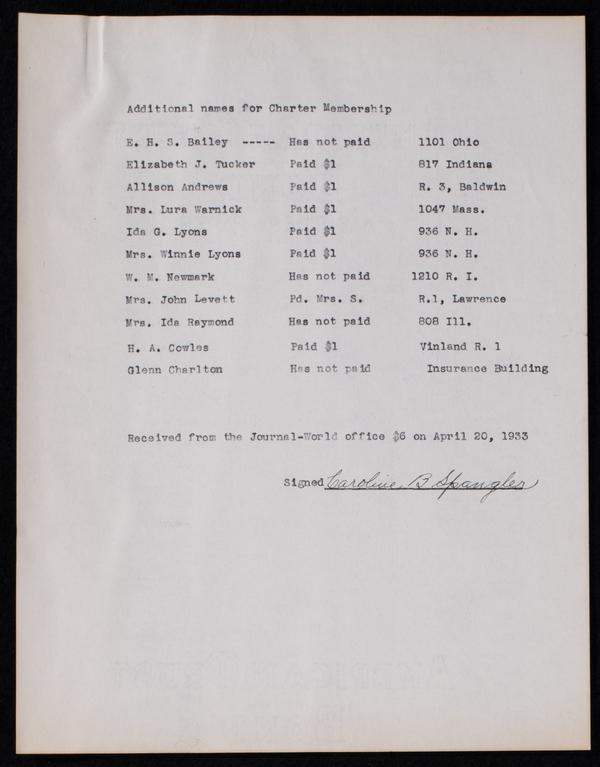 Additional names for Charter Membership
E. H. S. Bailey ----- Has not paid 1101 Ohio
Elizabeth J. Tucker Paid $1 817 Indiana
Allison Andrews Paid $1 R. 3, Baldwin
Mrs. Lura Warnick Paid $1 1047 Mass.
Ida G. Lyons Paid $1 936 N. H.
Mrs. Winnie Lyons Paid $1 936 N. H.
W. M. Newmark Has not paid 1210 R. I.
Mrs. John Levett Pd. Mrs. S. R.1, Lawrence
Mrs. Ida Raymond Has not paid 808 Ill.
H. A. Cowles Paid $1 Vinland R. 1
Glenn Charlton Has not paid Insurance Building
Received from the Journal-World office $6 on April 20, 1933
Signed Caroline B Spangler